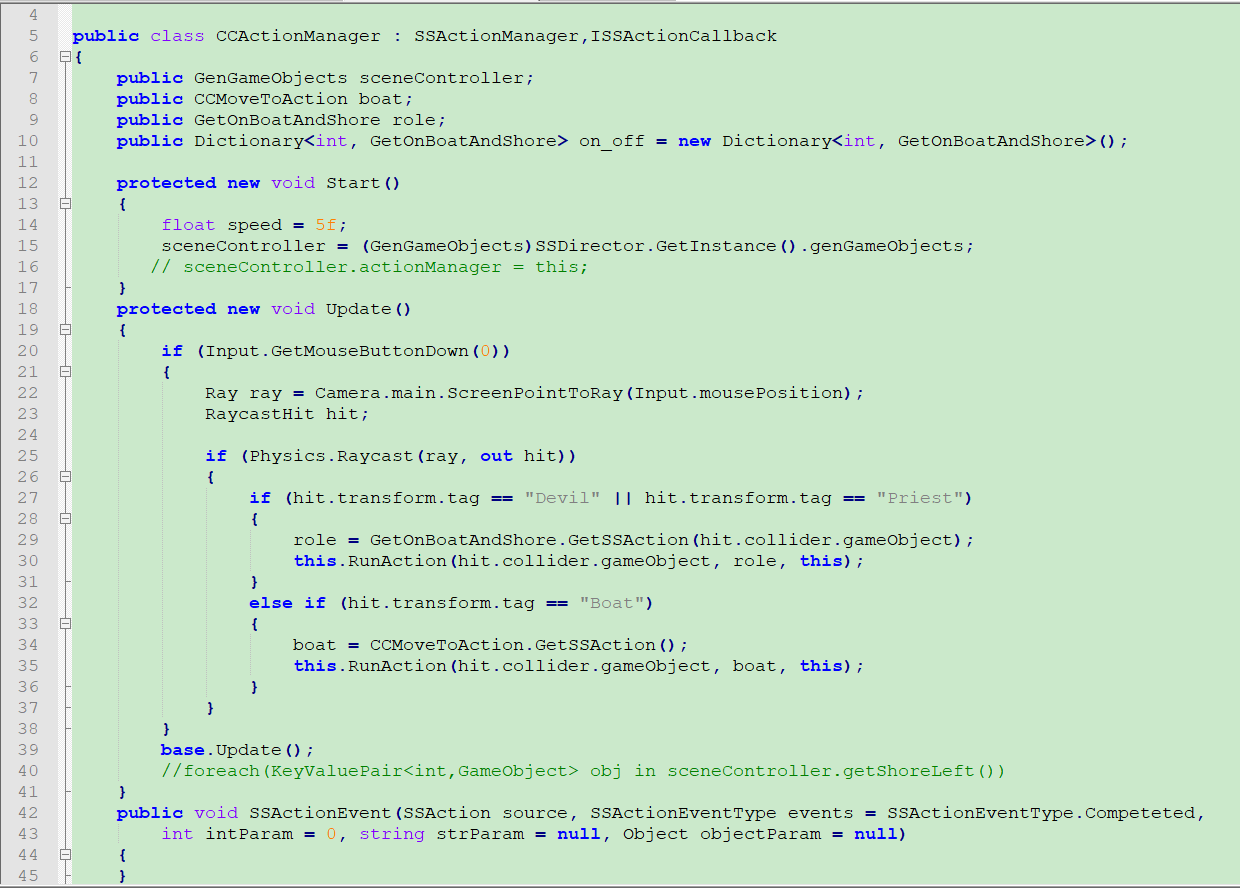 4
5 public class CCActionManager : SSActionManager,ISSActionCallback
6 {
7     public GenGameObjects sceneController;
8     public CCMoveToAction boat;
9     public GetOnBoatAndShore role;
10     public Dictionary<int, GetOnBoatAndShore> on_off = new Dictionary<int, GetOnBoatAndShore>();
11
12     protected new void Start()
13     {
14         float speed = 5f;
15         sceneController = (GenGameObjects)SSDirector.GetInstance().genGameObjects;
16        // sceneController.actionManager = this;
17     }
18     protected new void Update()
19     {
20         if (Input.GetMouseButtonDown(0))
21         {
22             Ray ray = Camera.main.ScreenPointToRay(Input.mousePosition);
23             RaycastHit hit;
24
25             if (Physics.Raycast(ray, out hit))
26             {
27                 if (hit.transform.tag == "Devil" || hit.transform.tag == "Priest")
28                 {
29                     role = GetOnBoatAndShore.GetSSAction(hit.collider.gameObject);
30                     this.RunAction(hit.collider.gameObject, role, this);
31                 }
32                 else if (hit.transform.tag == "Boat")
33                 {
34                     boat = CCMoveToAction.GetSSAction();
35                     this.RunAction(hit.collider.gameObject, boat, this);
36                 }
37             }
38         }
39         base.Update();
40         //foreach(KeyValuePair<int,GameObject> obj in sceneController.getShoreLeft())
41     }
42     public void SSActionEvent(SSAction source, SSActionEventType events = SSActionEventType.Competeted,
43         int intParam = 0, string strParam = null, Object objectParam = null)
44     {
45     }